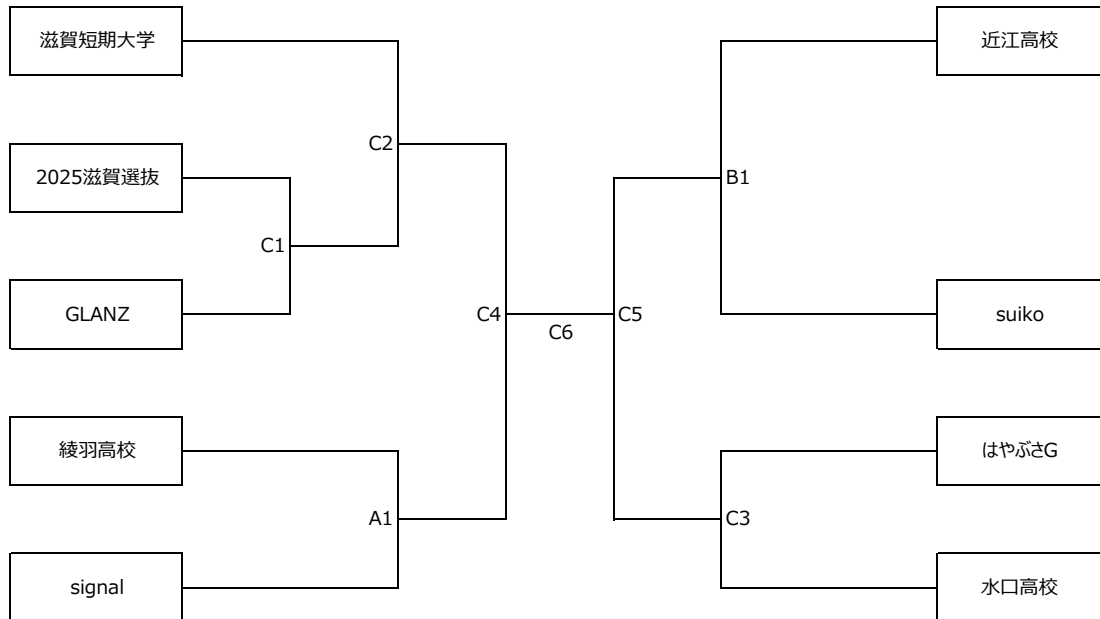 滋賀短期大学
近江高校
C2
2025滋賀選抜
B1
C1
GLANZ
C4
C6
C5
suiko
綾羽高校
はやぶさG
A1
C3
signal
水口高校